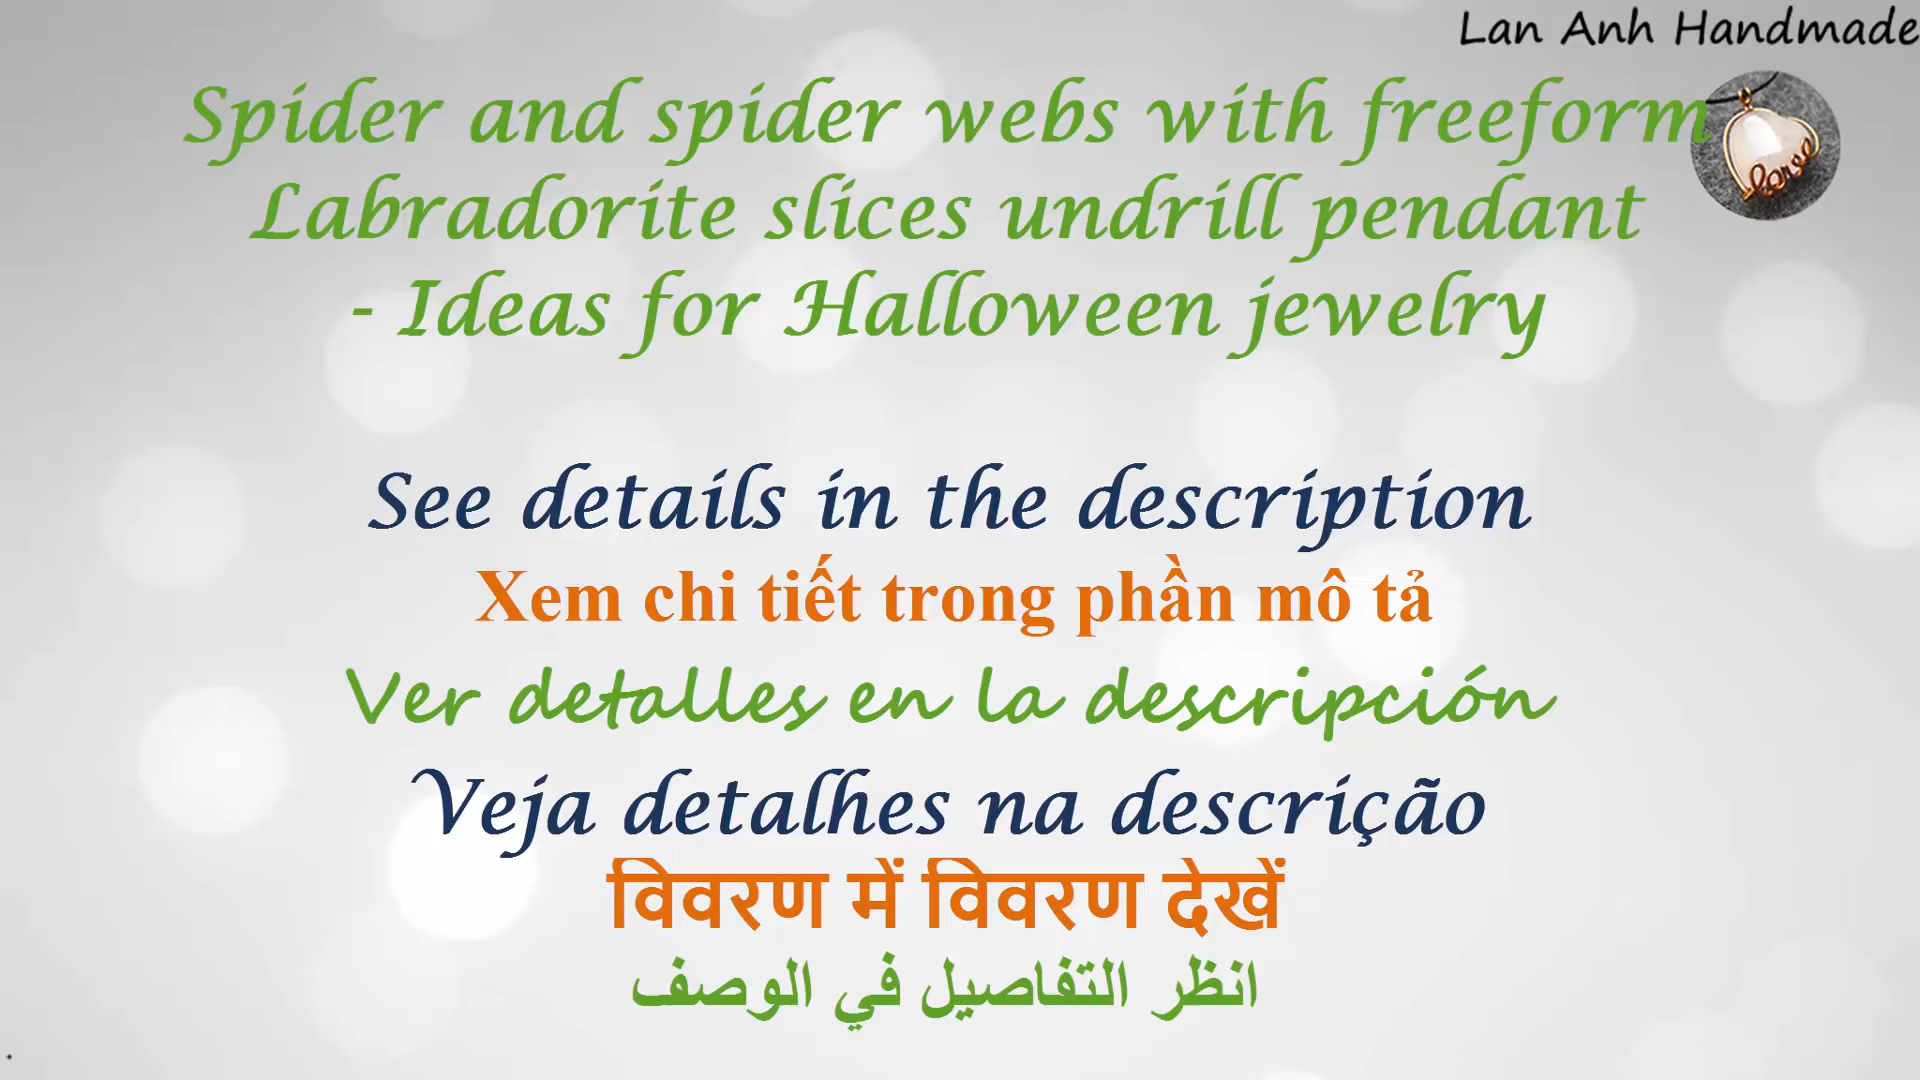 Lan Anh Handmade
Spider and spider webs with freeform
Labradorite slices undrill pendant
- Ideas for Halloween jewelry
See details in the description
Xem chi tiết trong phần mô tả
Ver detalles en la descripción
Veja detalhes na descrição
विवरण में विवरण देखें
انظر التفاصيل في الوصف